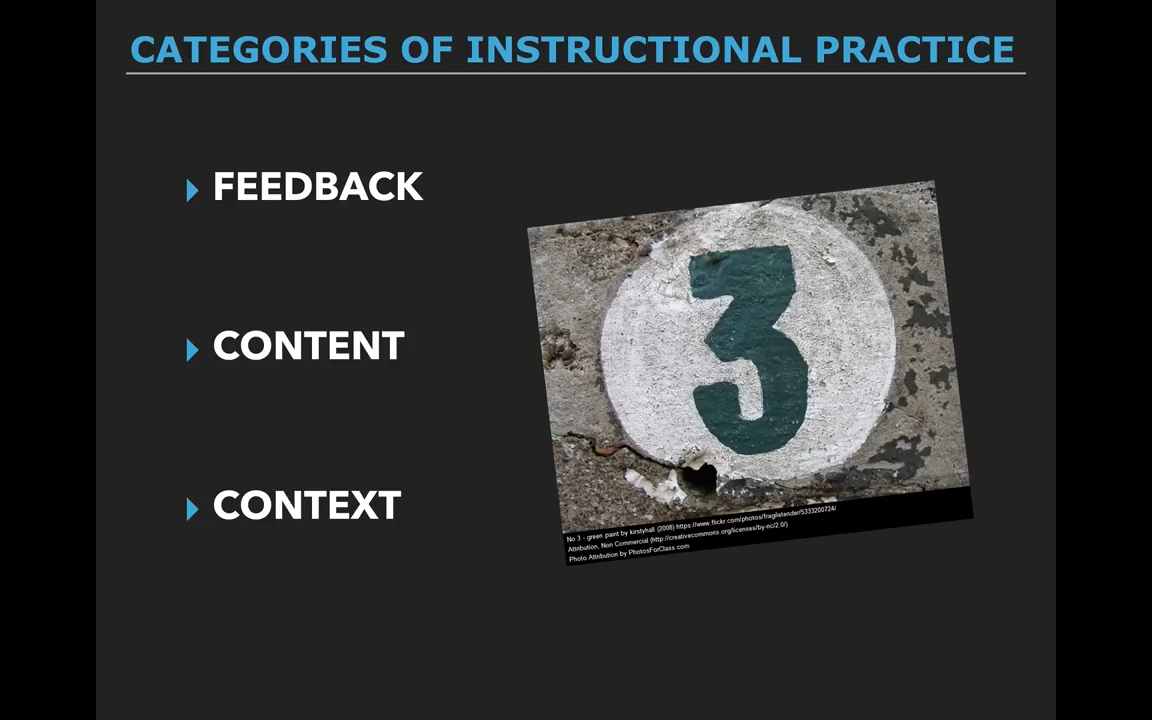 CATEGORIES OF INSTRUCTIONAL PRACTICE
FEEDBACK
CONTENT
CONTEXT
3
No 3 - green paint by kirstyhall (2008) https://www.flickr.com/photos/fragiletender/5333200724/
Attribution, Non Commercial (http://creativecommons.org/licenses/by-nc/2.0/)
Photo Attribution by PhotosForClass.com